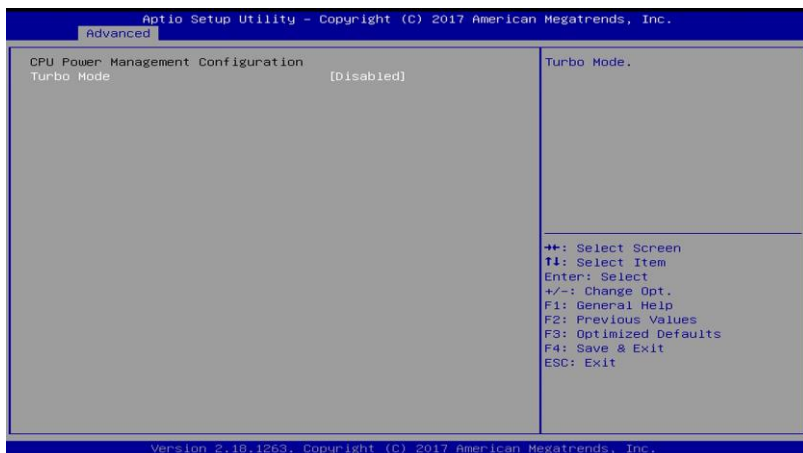 Aptio Setup Utility – Copyright (C) 2017 American Megatrends, Inc.
Advanced
CPU Power Management Configuration
Turbo Mode [Disabled]
Turbo Mode.
→←: Select Screen
↑↓: Select Item
Enter: Select
+/-: Change Opt.
F1: General Help
F2: Previous Values
F3: Optimized Defaults
F4: Save & Exit
ESC: Exit
Version 2.18.1263. Copyright (C) 2017 American Megatrends, Inc.